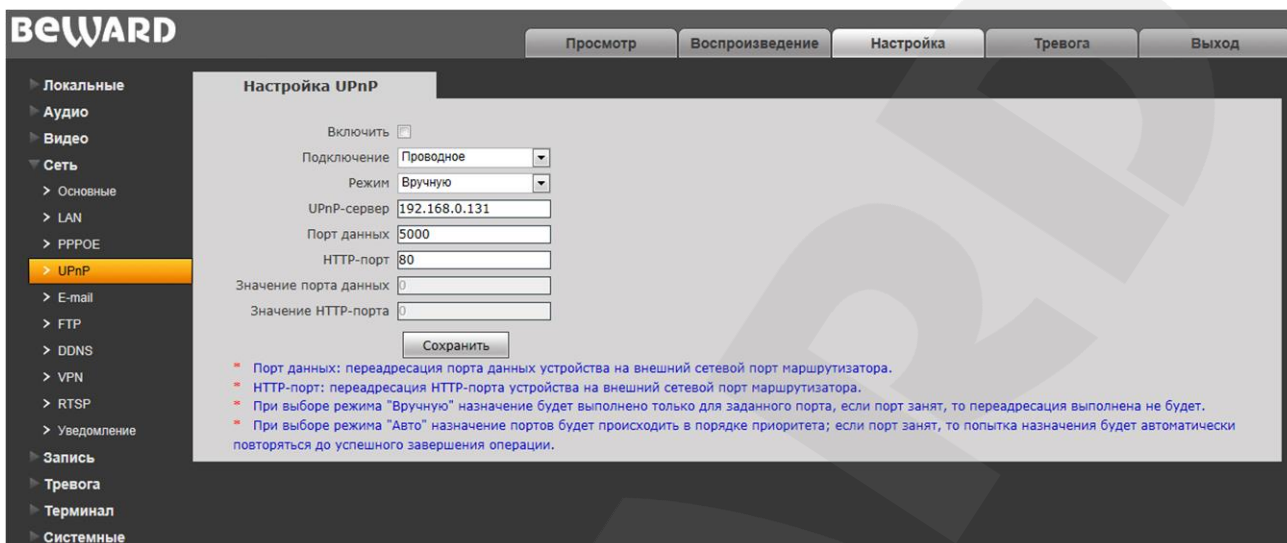 BEWARD
Просмотр Воспроизведение Настройка Тревога Выход
Локальные
Аудио
Видео
Сеть
Основные
LAN
PPPOE
UPnP
E-mail
FTP
DDNS
VPN
RTSP
Уведомление
Запись
Тревога
Терминал
Системные
Настройка UPnP
Включить
Подключение Проводное
Режим Вручную
UPnP-сервер 192.168.0.131
Порт данных 5000
HTTP-порт 80
Значение порта данных 0
Значение HTTP-порта 0
Сохранить
* Порт данных: переадресация порта данных устройства на внешний сетевой порт маршрутизатора.
* HTTP-порт: переадресация HTTP-порта устройства на внешний сетевой порт маршрутизатора.
* При выборе режима "Вручную" назначение будет выполнено только для заданного порта, если порт занят, то переадресация выполнена не будет.
* При выборе режима "Авто" назначение портов будет происходить в порядке приоритета; если порт занят, то попытка назначения будет автоматически
повторяться до успешного завершения операции.